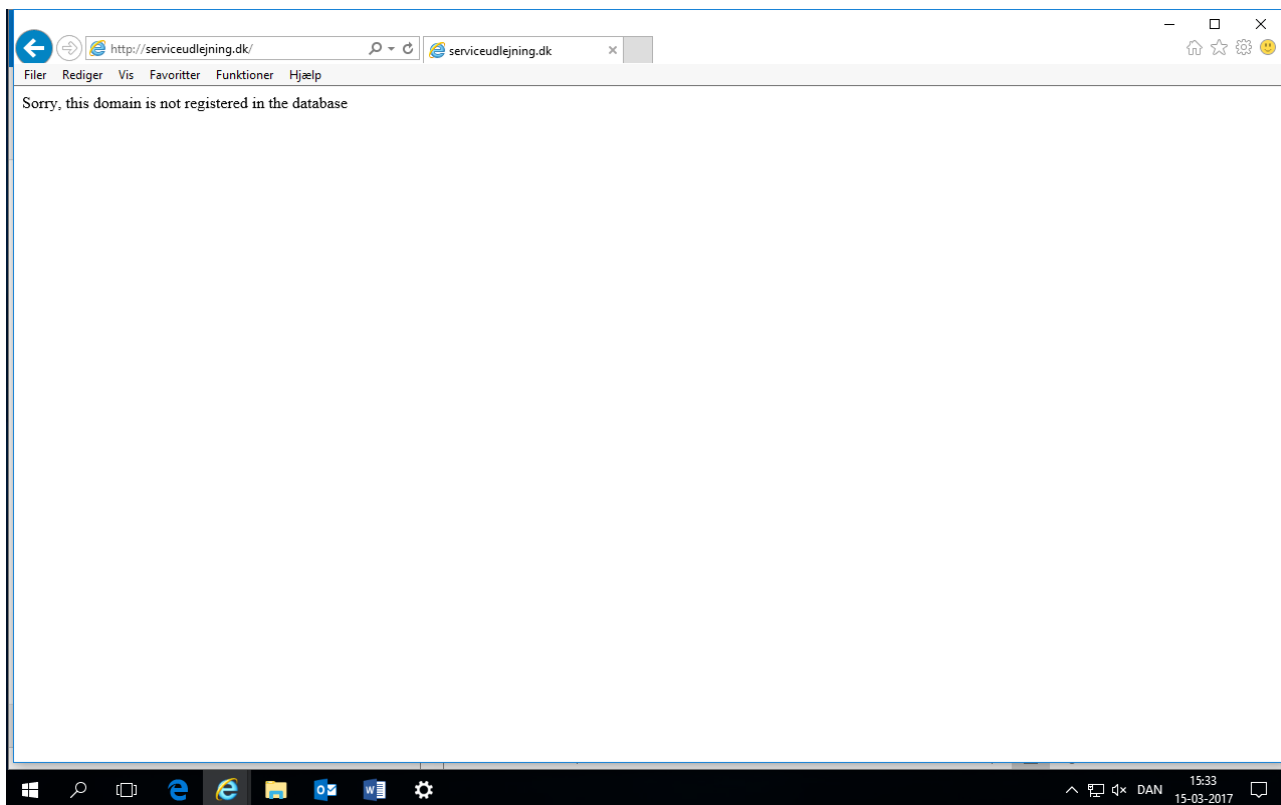 http://serviceudlejning.dk/
serviceudlejning.dk
Filer Rediger Vis Favoritter Funktioner Hjælp
Sorry, this domain is not registered in the database
DAN
15:33
15-03-2017